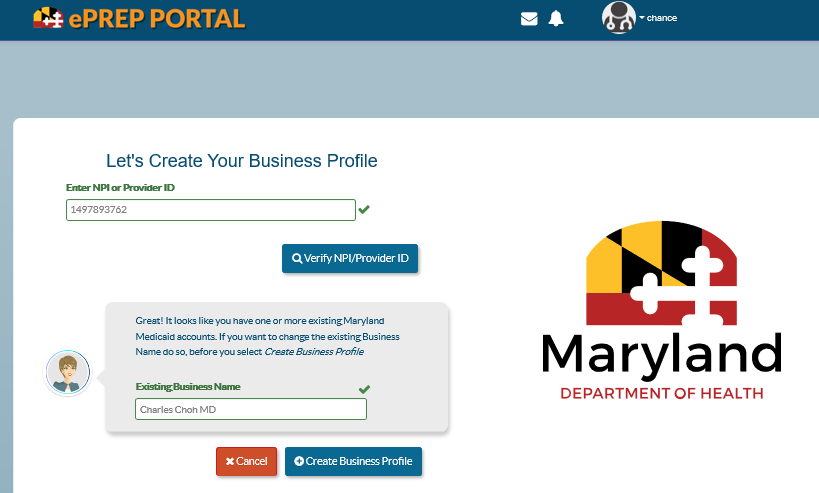 ePREP PORTAL
chance
Let's Create Your Business Profile
Enter NPI or Provider ID
1497893762
Verify NPI/Provider ID
Great! It looks like you have one or more existing Maryland
Medicaid accounts. If you want to change the existing Business
Name do so, before you select Create Business Profile
Existing Business Name
Charles Choh MD
Cancel
Create Business Profile
Maryland
DEPARTMENT OF HEALTH